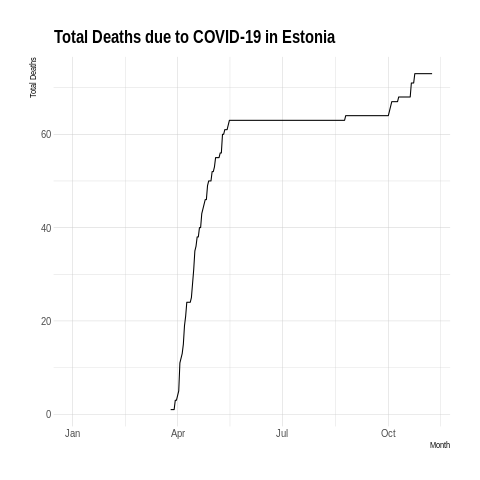 Total Deaths due to COVID-19 in Estonia
Total Deaths
60
40
20
0
Jan Apr Jul Oct
Month